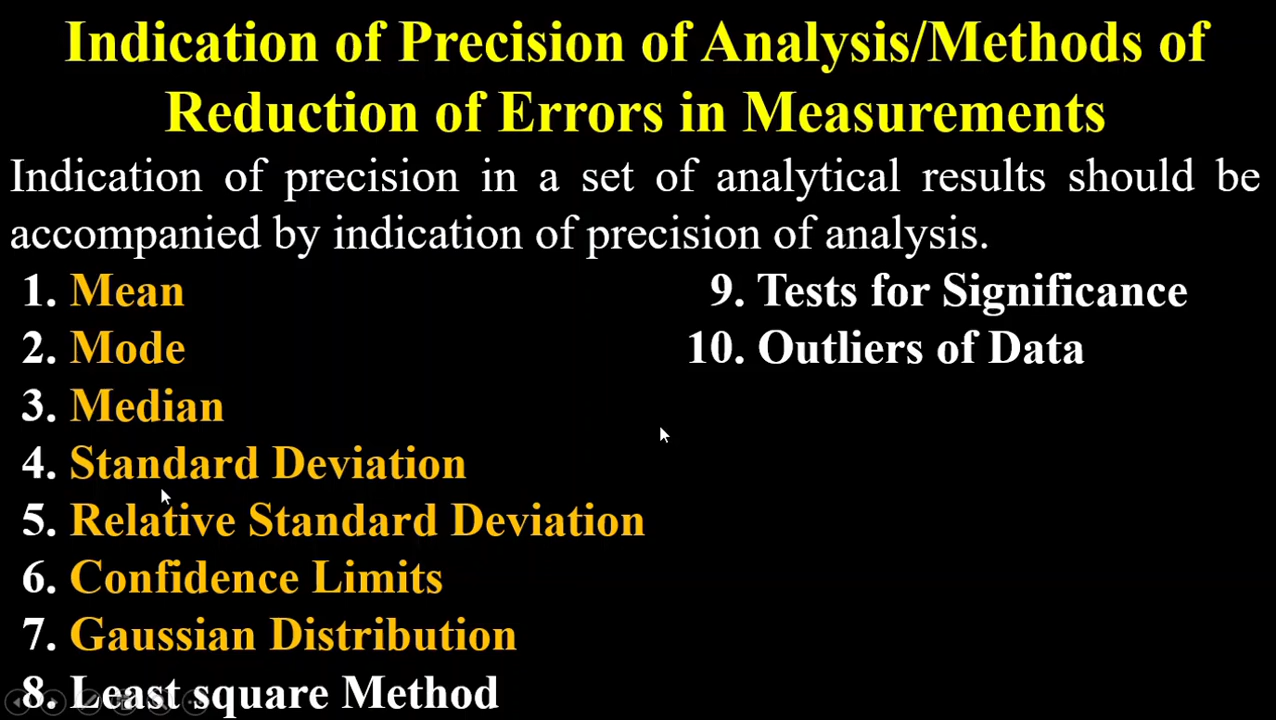 Indication of Precision of Analysis/Methods of
Reduction of Errors in Measurements
Indication of precision in a set of analytical results should be
accompanied by indication of precision of analysis.
1. Mean
2. Mode
3. Median
4. Standard Deviation
5. Relative Standard Deviation
6. Confidence Limits
7. Gaussian Distribution
8. Least square Method
9. Tests for Significance
10. Outliers of Data